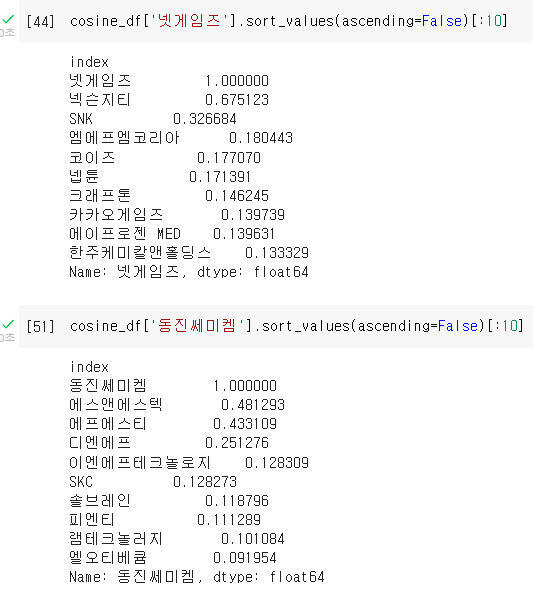 [44] cosine_df['넷게임즈'].sort_values(ascending=False)[:10]
index
넷게임즈 1.000000
넥슨지티 0.675123
SNK 0.326684
엠에프엠코리아 0.180443
코이즈 0.177070
넵튠 0.171391
크래프톤 0.146245
카카오게임즈 0.139739
에이프로젠 MED 0.139631
한주케미칼앤홀딩스 0.133329
Name: 넷게임즈, dtype: float64
[51] cosine_df['동진쎄미켐'].sort_values(ascending=False)[:10]
index
동진쎄미켐 1.000000
에스앤에스텍 0.481293
에프에스티 0.433109
디엔에프 0.251276
이엔에프테크놀로지 0.128309
SKC 0.128273
솔브레인 0.118796
피엔티 0.111289
램테크놀러지 0.101084
엘오티베큠 0.091954
Name: 동진쎄미켐, dtype: float64